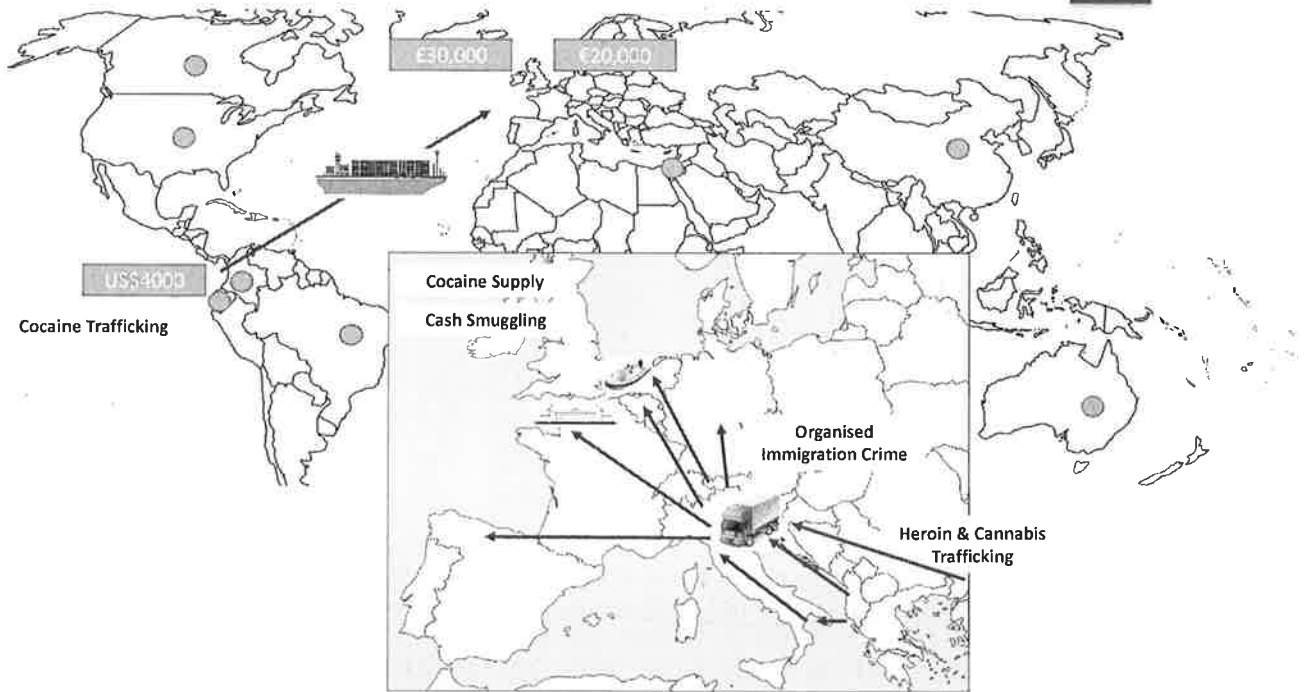 £30,000
€20,000
US$4000
Cocaine Trafficking
Cocaine Supply
Cash Smuggling
Organised
Immigration Crime
Heroin & Cannabis
Trafficking